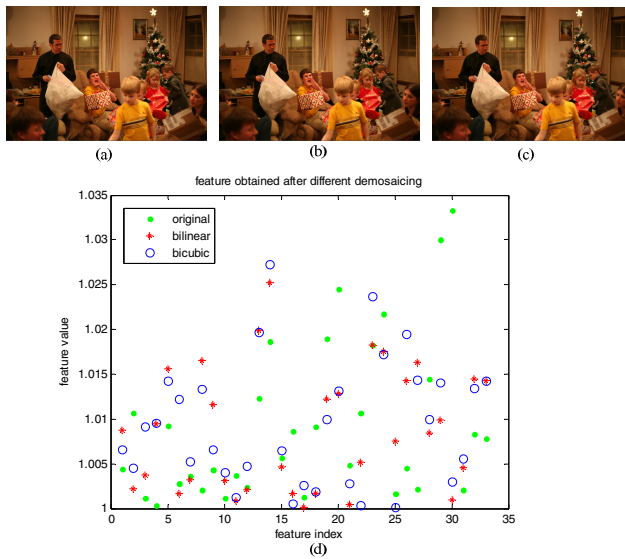 (a) (b) (c)
feature obtained after different demosaicing
1.035
1.03
1.025
1.02
1.015
1.01
1.005
1
original
bilinear
bicubic
feature value
0 5 10 15 20 25 30 35
feature index
(d)